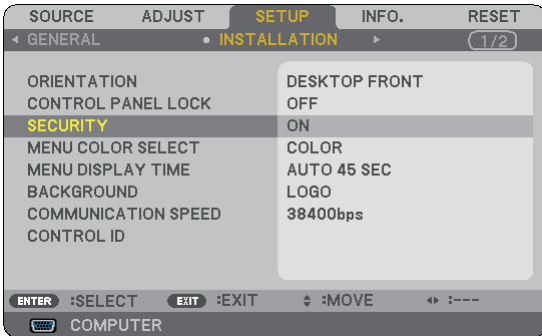 SOURCE ADJUST SETUP INFO. RESET
◂ GENERAL • INSTALLATION ▸ 1/2
ORIENTATION DESKTOP FRONT
CONTROL PANEL LOCK OFF
SECURITY ON
MENU COLOR SELECT COLOR
MENU DISPLAY TIME AUTO 45 SEC
BACKGROUND LOGO
COMMUNICATION SPEED 38400bps
CONTROL ID
ENTER :SELECT EXIT :EXIT ♦ :MOVE ◂▸ :---
COMPUTER